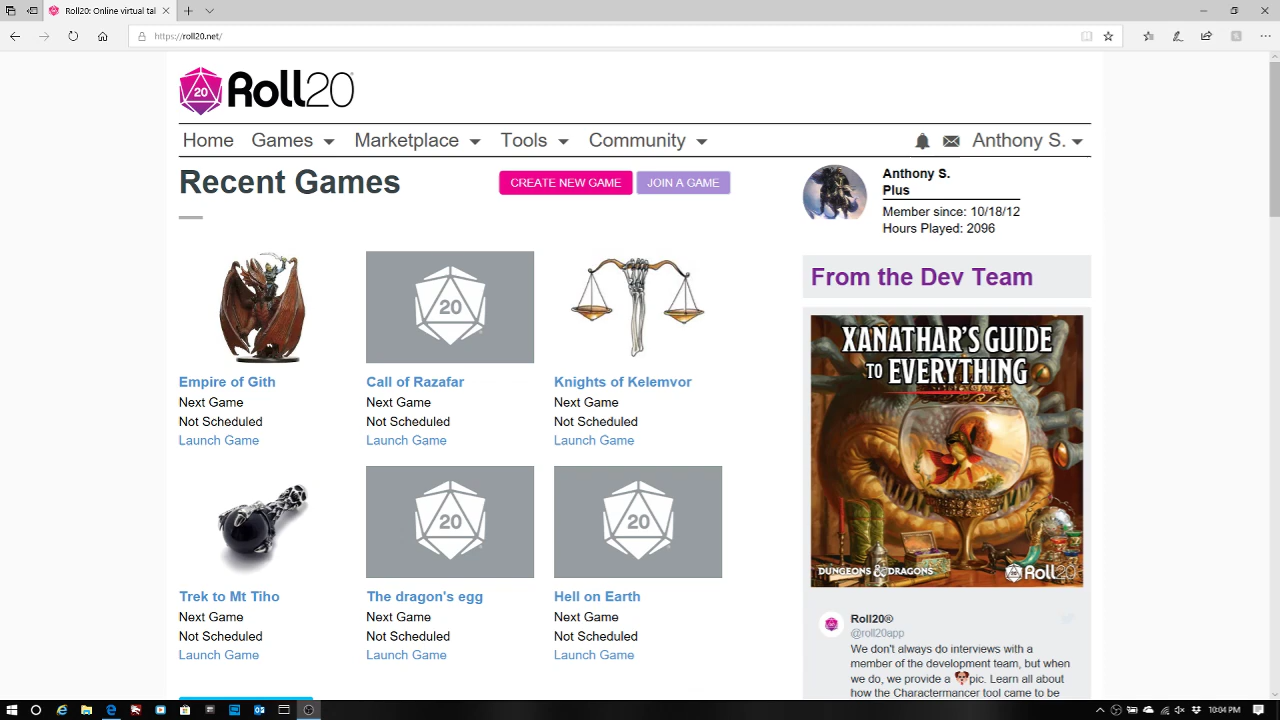 Roll20: Online virtual tal
https://roll20.net/
20 Roll20
Home Games Marketplace Tools Community Anthony S.
Recent Games
CREATE NEW GAME JOIN A GAME
Anthony S.
Plus
Member since: 10/18/12
Hours Played: 2096
20
Empire of Gith Call of Razafar Knights of Kelemvor
Next Game Next Game Next Game
Not Scheduled Not Scheduled Not Scheduled
Launch Game Launch Game Launch Game
20 20
Trek to Mt Tiho The dragon's egg Hell on Earth
Next Game Next Game Next Game
Not Scheduled Not Scheduled Not Scheduled
Launch Game Launch Game Launch Game
From the Dev Team
XANATHAR'S GUIDE
TO EVERYTHING
DUNGEONS & DRAGONS Roll20
Roll20®
@roll20app
We don't always do interviews with a
member of the development team, but when
we do, we provide a 🐶pic. Learn all about
how the Charactermancer tool came to be
10:04 PM